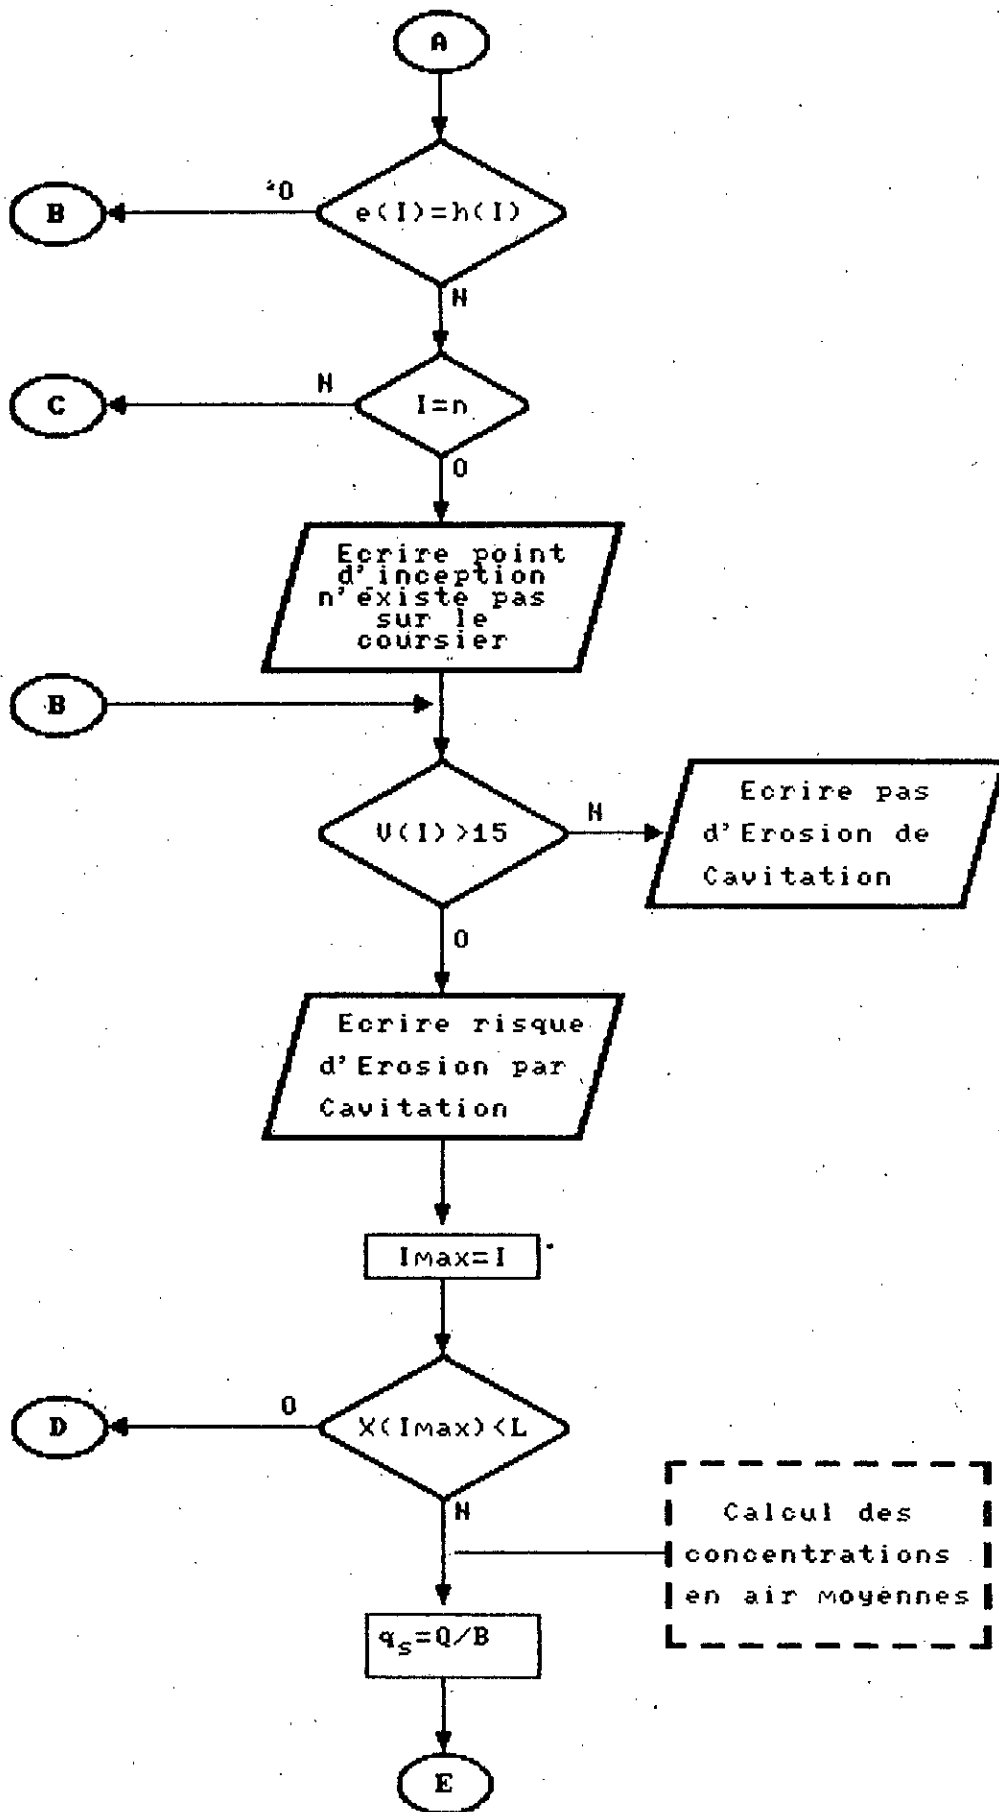 A
O
B
e(I)=h(I)
N
N
C
I=n
O
Ecrire point
d'inception
n'éxiste pas
sur le
coursier
B
V(I)>15
N
Ecrire pas
d'Erosion de
Cavitation
O
Ecrire risque
d'Erosion par
Cavitation
Imax=I
O
D
X(Imax)<L
N
Calcul des
concentrations
en air moyennes
qs=Q/B
E